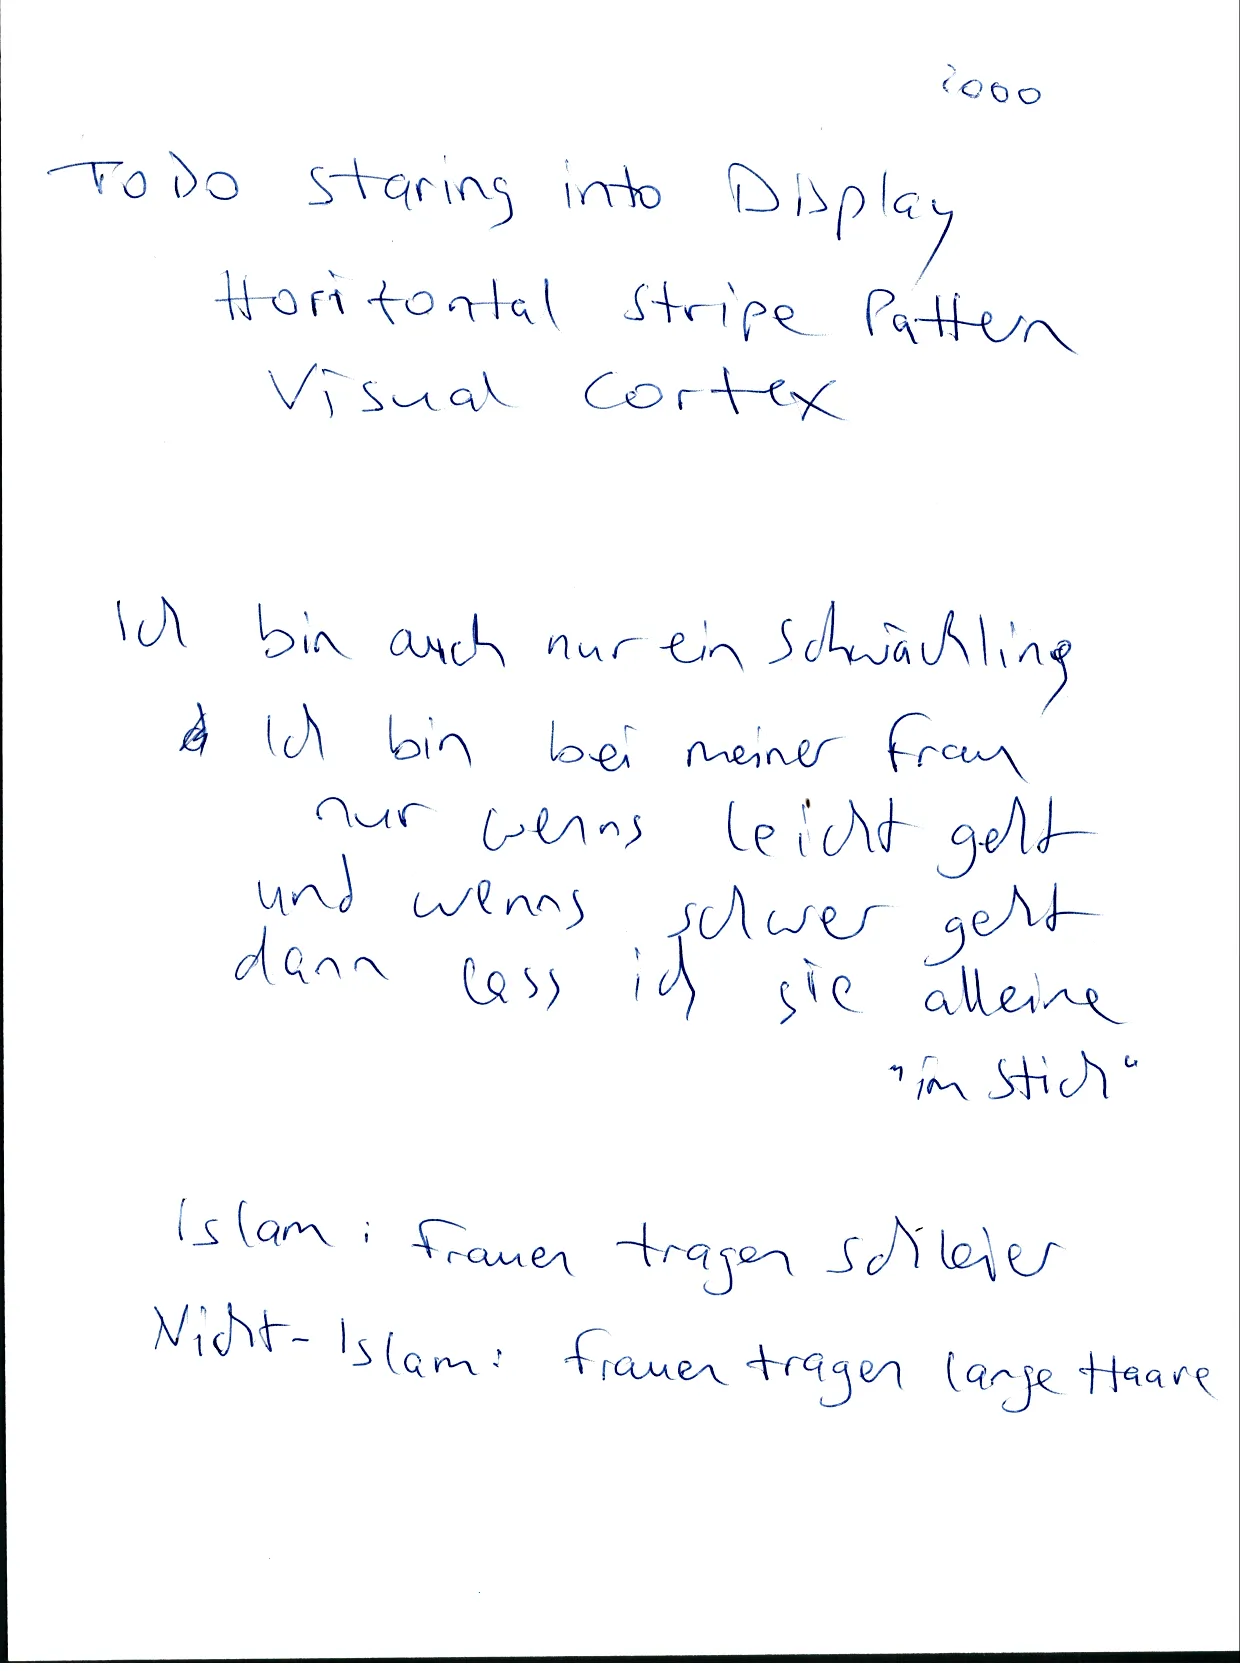 2000
ToDo staring into Display
Horizontal stripe Pattern
Visual Cortex
Ich bin auch nur ein Schwächling
Ich bin bei meiner Frau
nur wenns leicht geht
und wenns schwer geht
dann lass ich sie alleine
"im Stich"
Islam: Frauen tragen Schleier
Nicht-Islam: Frauen tragen lange Haare